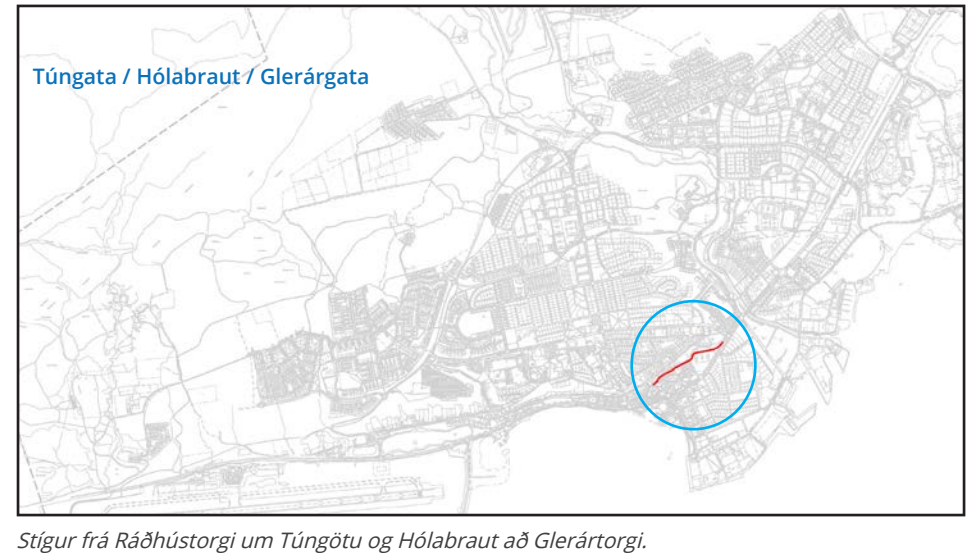 Túngata / Hólabraut / Glerárgata
Stígur frá Ráðhústorgi um Túngötu og Hólabraut að Glerártorgi.